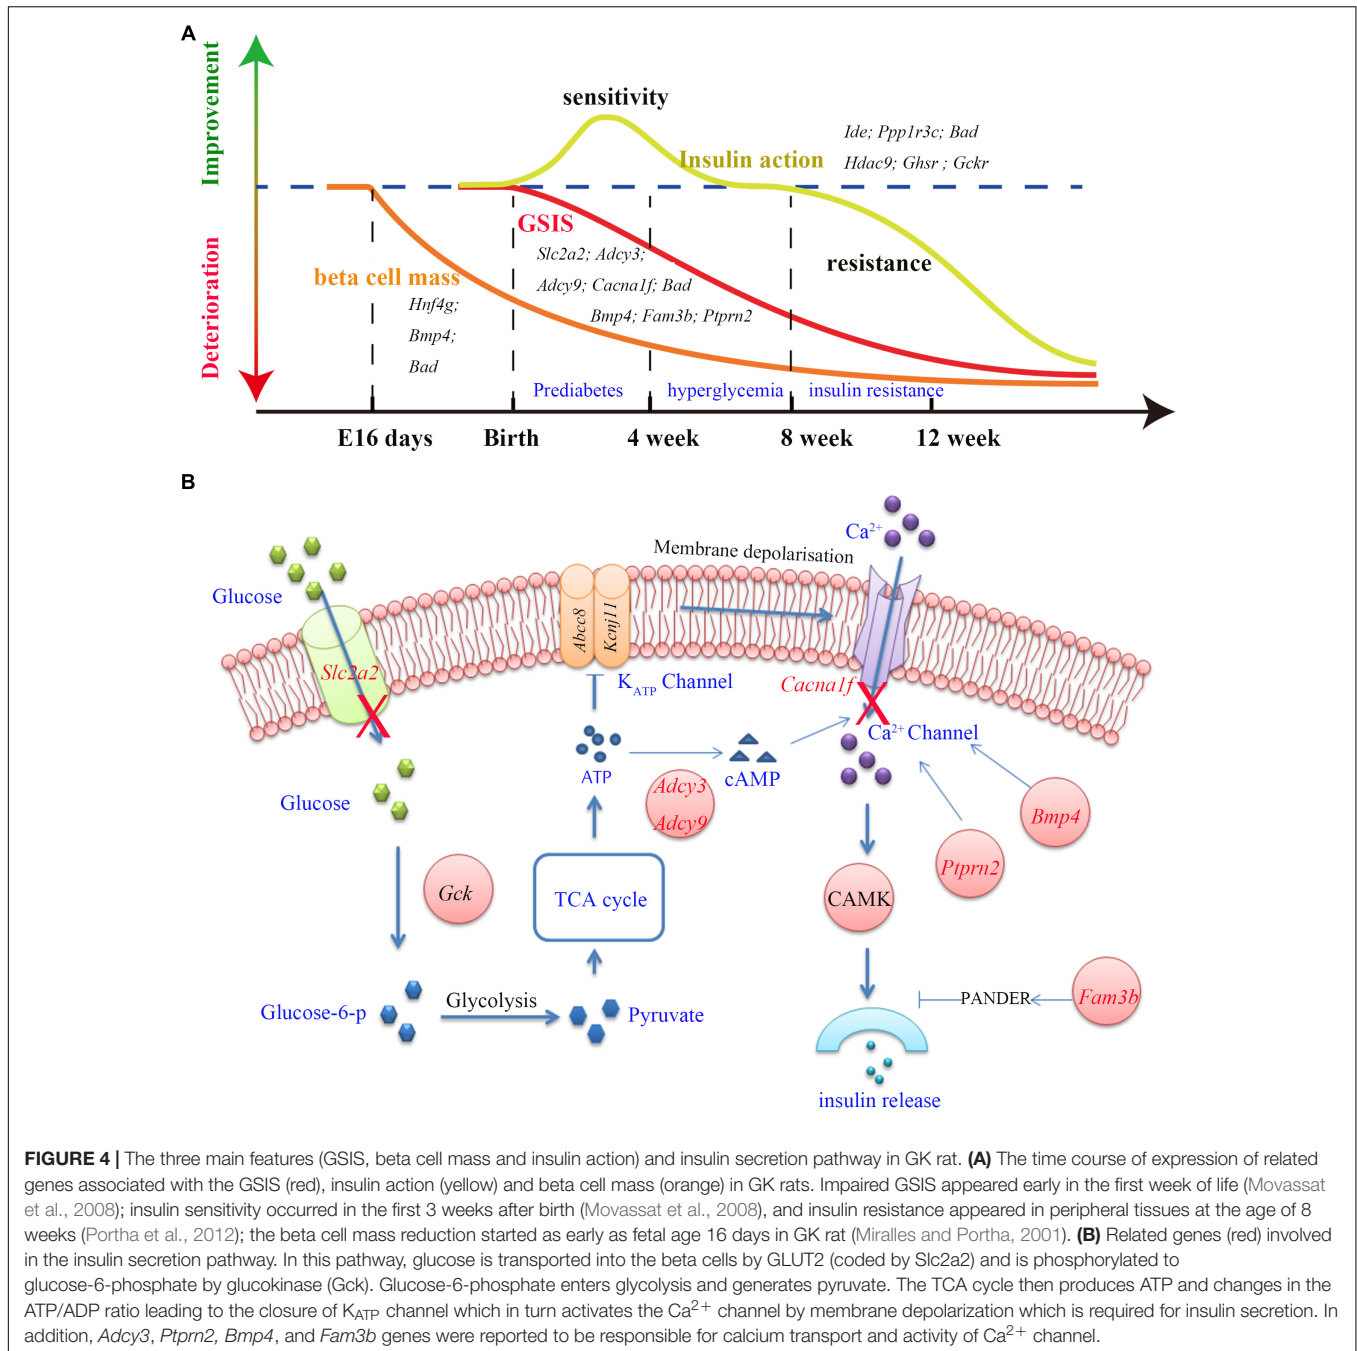 A
Improvement
Deterioration
sensitivity
Insulin action
Ide; Ppp1r3c; Bad
Hdac9; Ghsr ; Gckr
GSIS
Slc2a2; Adcy3;
Adcy9; Cacna1f; Bad
Bmp4; Fam3b; Ptprn2
resistance
beta cell mass
Hnf4g;
Bmp4;
Bad
Prediabetes
hyperglycemia
insulin resistance
E16 days
Birth
4 week
8 week
12 week
B
Ca2+
Membrane depolarisation
Glucose
Abcc8
Kcnj11
Slc2a2
KATP Channel
Cacna1f
Ca2+ Channel
ATP
cAMP
Adcy3
Adcy9
Glucose
Bmp4
Ptprn2
Gck
TCA cycle
CAMK
Glucose-6-p
Glycolysis
Pyruvate
PANDER
Fam3b
insulin release
FIGURE 4 | The three main features (GSIS, beta cell mass and insulin action) and insulin secretion pathway in GK rat. (A) The time course of expression of related
genes associated with the GSIS (red), insulin action (yellow) and beta cell mass (orange) in GK rats. Impaired GSIS appeared early in the first week of life (Movassat
et al., 2008); insulin sensitivity occurred in the first 3 weeks after birth (Movassat et al., 2008), and insulin resistance appeared in peripheral tissues at the age of 8
weeks (Portha et al., 2012); the beta cell mass reduction started as early as fetal age 16 days in GK rat (Miralles and Portha, 2001). (B) Related genes (red) involved
in the insulin secretion pathway. In this pathway, glucose is transported into the beta cells by GLUT2 (coded by Slc2a2) and is phosphorylated to
glucose-6-phosphate by glucokinase (Gck). Glucose-6-phosphate enters glycolysis and generates pyruvate. The TCA cycle then produces ATP and changes in the
ATP/ADP ratio leading to the closure of KATP channel which in turn activates the Ca2+ channel by membrane depolarization which is required for insulin secretion. In
addition, Adcy3, Ptprn2, Bmp4, and Fam3b genes were reported to be responsible for calcium transport and activity of Ca2+ channel.